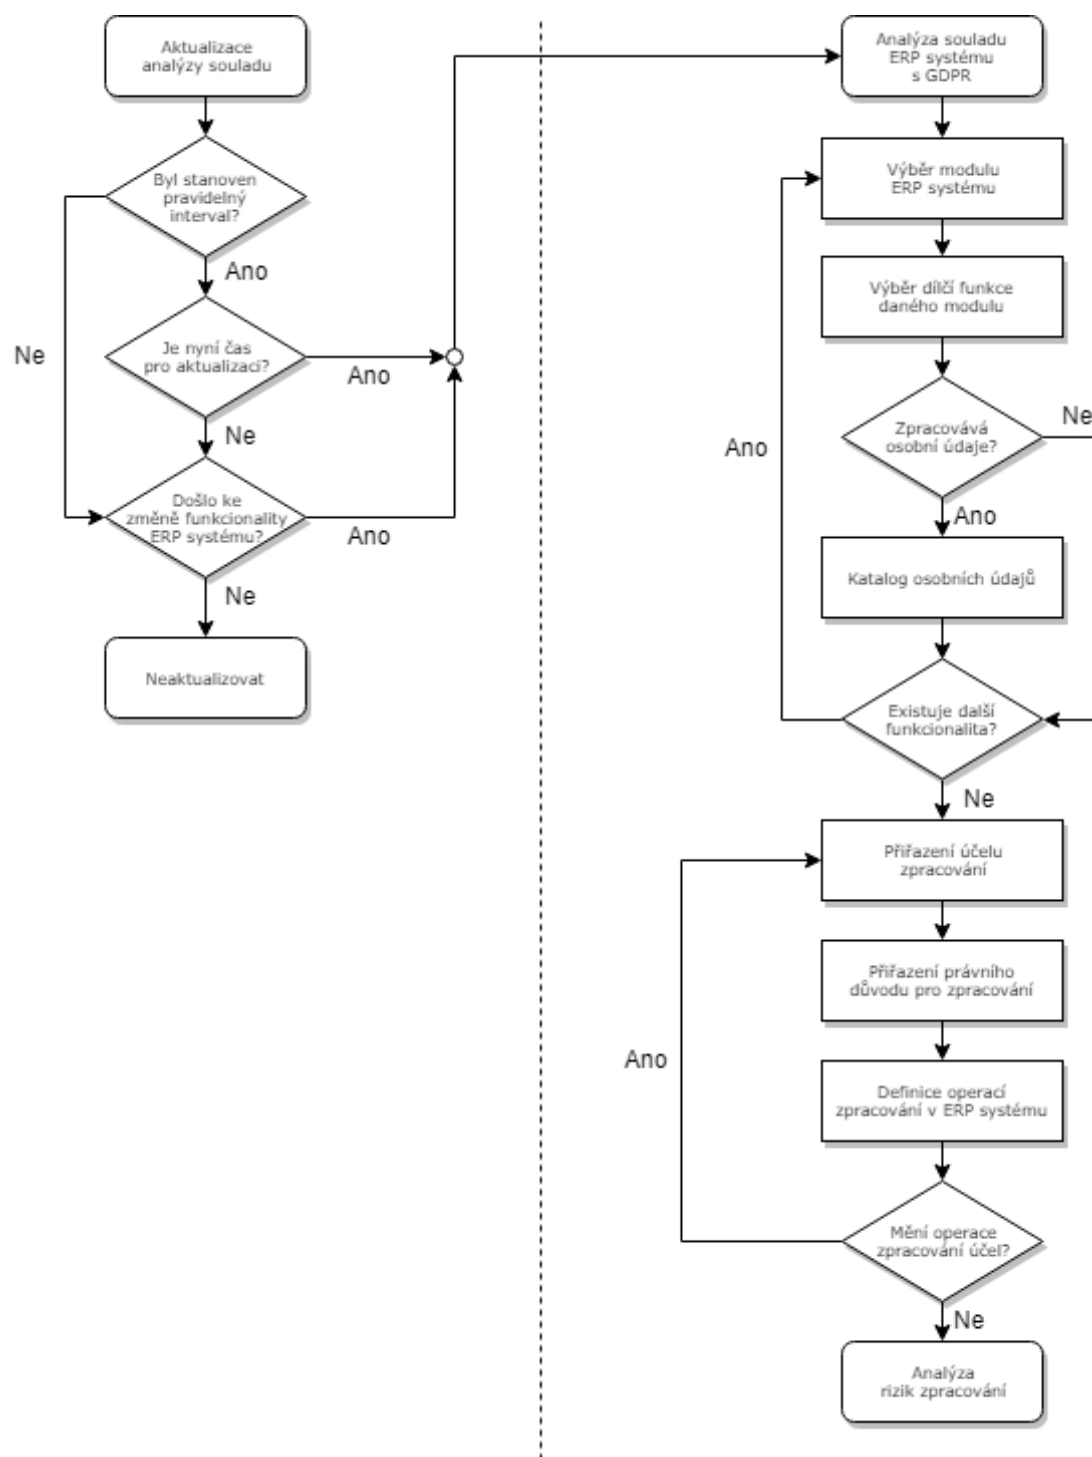 Aktualizace
analýzy souladu
Byl stanoven
pravidelný
interval?
Ano
Ne
Je nyní čas
pro aktualizaci?
Ano
Ne
Došlo ke
změně funkcionality
ERP systému?
Ano
Ne
Neaktualizovat
Analýza souladu
ERP systému
s GDPR
Výběr modulu
ERP systému
Výběr dílčí funkce
daného modulu
Zpracovává
osobní údaje?
Ne
Ano
Ano
Katalog osobních údajů
Existuje další
funkcionalita?
Ne
Přiřazení účelu
zpracování
Přiřazení právního
důvodu pro zpracování
Ano
Definice operací
zpracování v ERP systému
Mění operace
zpracování účel?
Ne
Analýza
rizik zpracování